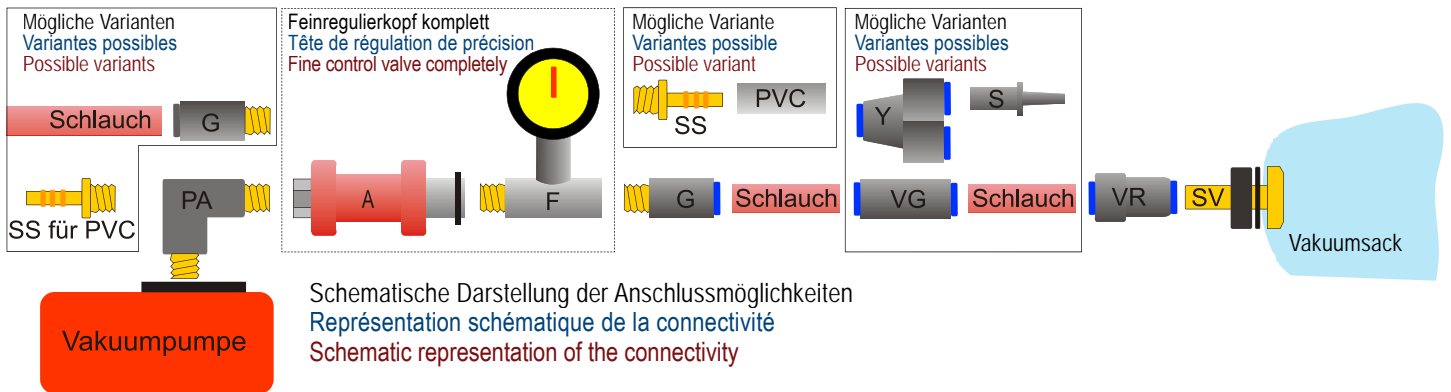 Mögliche Varianten
Variantes possibles
Possible variants
Schlauch
G
SS für PVC
PA
Vakuumpumpe
Feinregulierkopf komplett
Tête de régulation de précision
Fine control valve completely
A
F
Mögliche Variante
Variantes possible
Possible variant
SS
PVC
G
Schlauch
Mögliche Varianten
Variantes possibles
Possible variants
Y
S
VG
Schlauch
VR
SV
Vakuumsack
Schematische Darstellung der Anschlussmöglichkeiten
Représentation schématique de la connectivité
Schematic representation of the connectivity